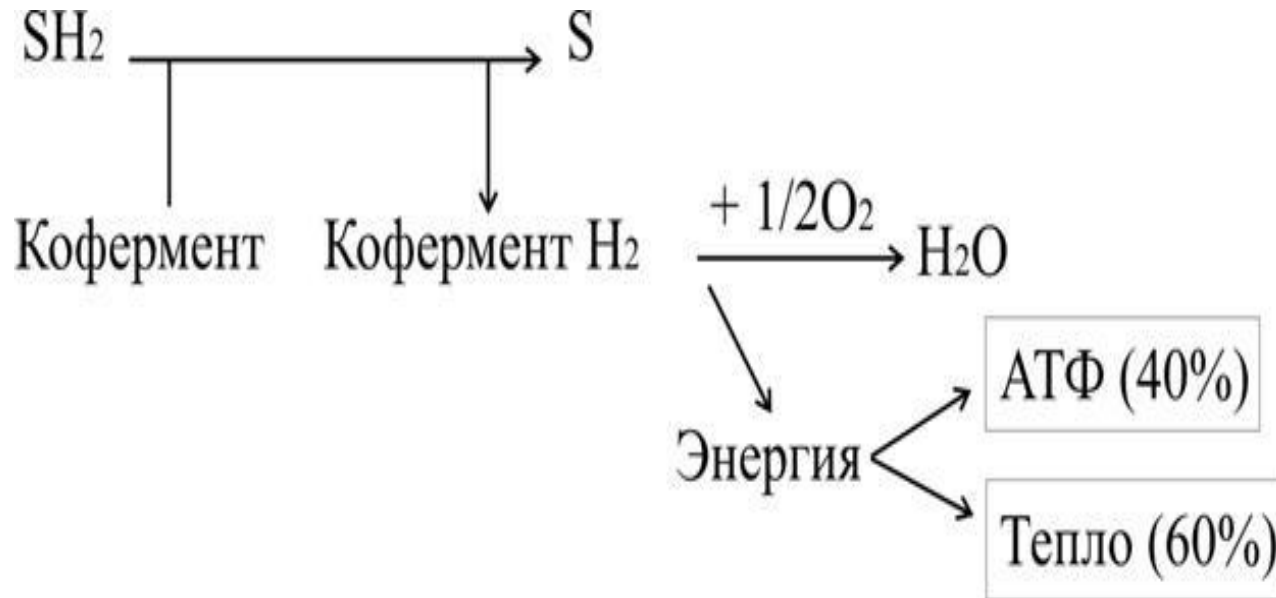 SH₂ S
Кофермент Кофермент H₂
+ 1/2O₂
H₂O
АТФ (40%)
Энергия
Тепло (60%)